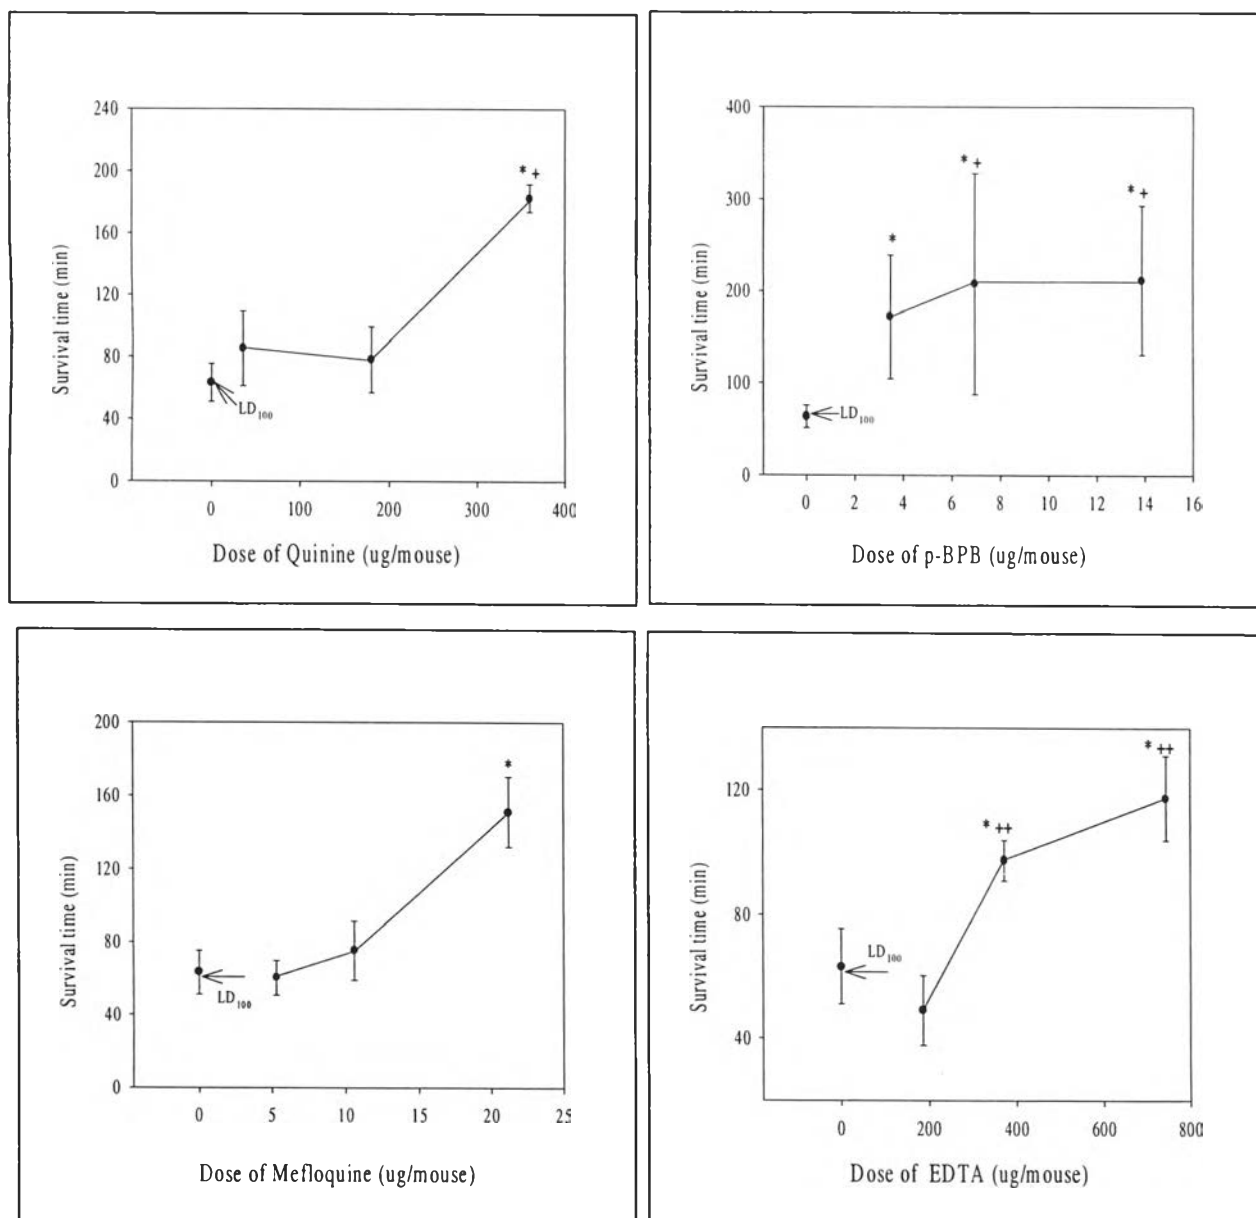 240
200
160
120
80
40
0
Survival time (min)
* +
LD100
0 100 200 300 400
Dose of Quinine (ug/mouse)
400
300
200
100
0
Survival time (min)
*
* +
* +
LD100
0 2 4 6 8 10 12 14 16
Dose of p-BPB (ug/mouse)
200
160
120
80
40
0
Survival time (min)
*
LD100
0 5 10 15 20 25
Dose of Mefloquine (ug/mouse)
120
80
40
Survival time (min)
* ++
* ++
LD100
0 200 400 600 800
Dose of EDTA (ug/mouse)